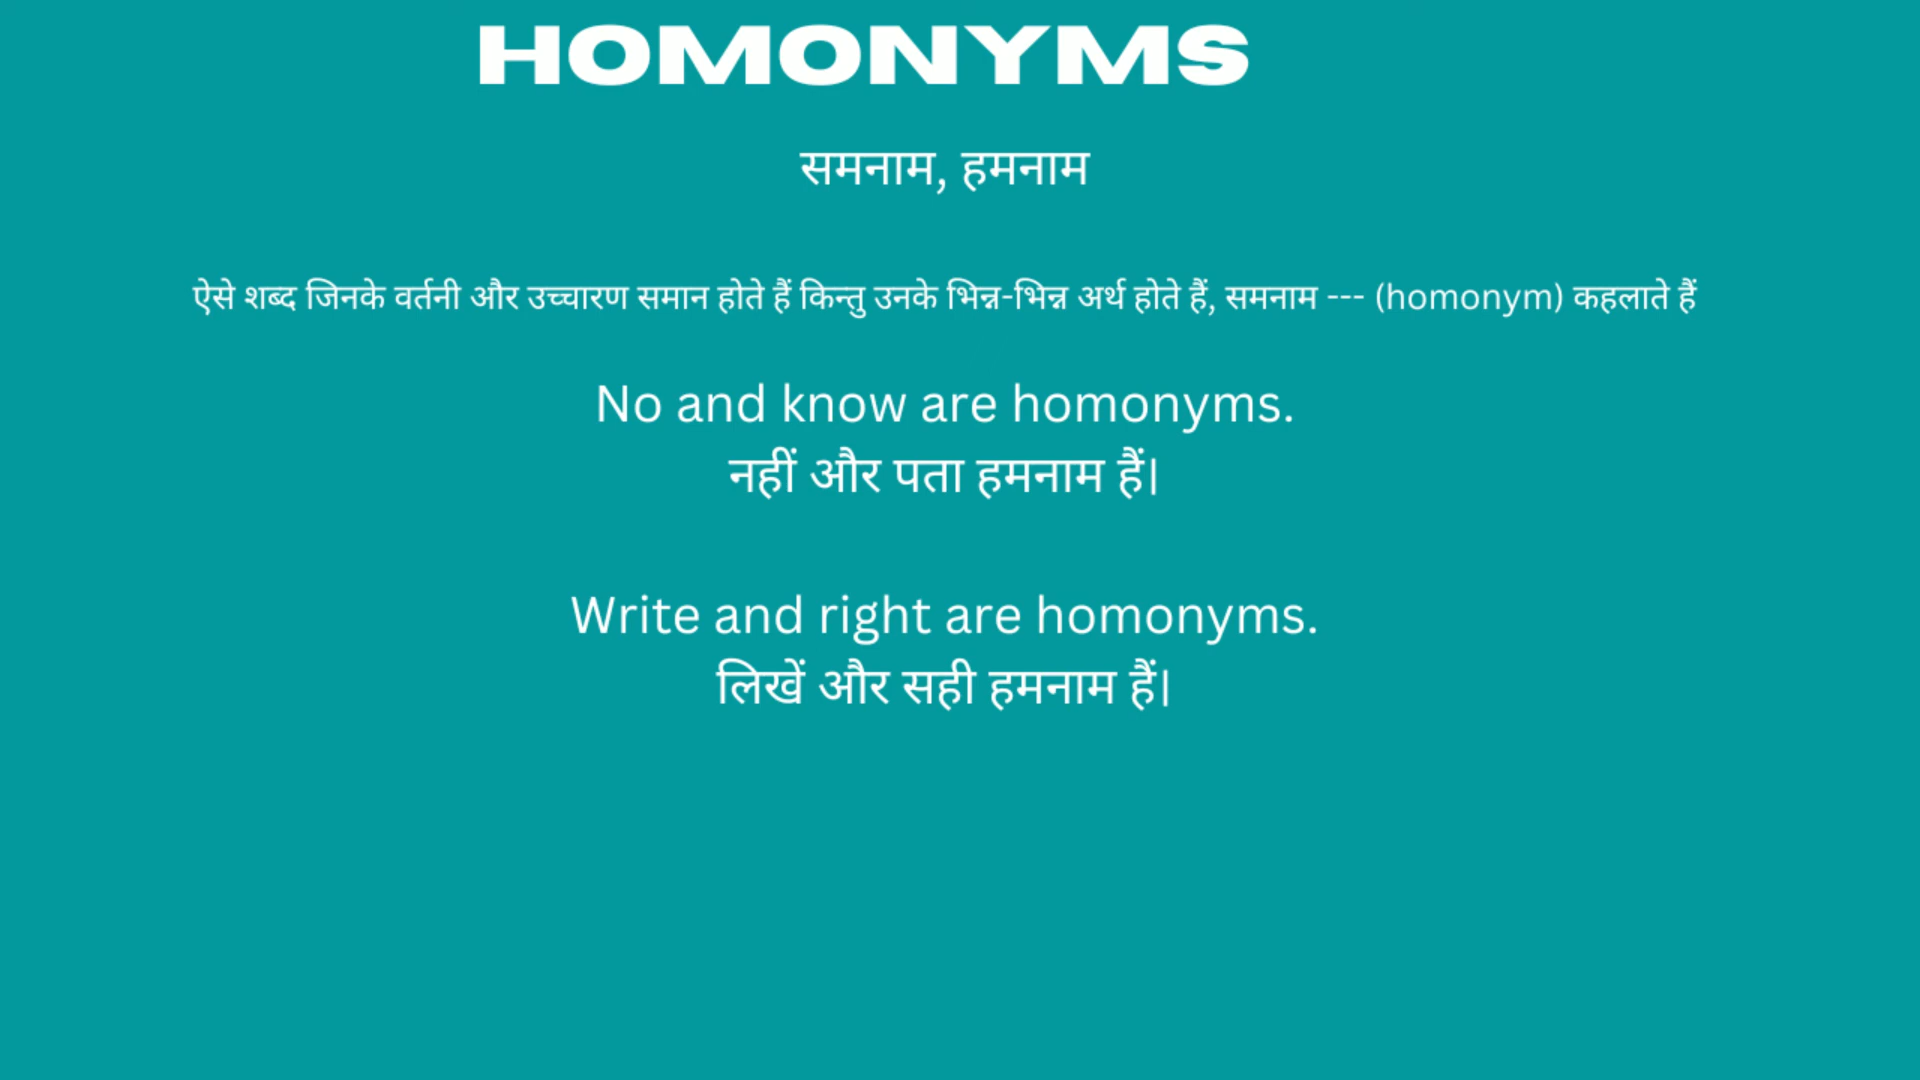 HOMONYMS
समनाम, हमनाम
ऐसे शब्द जिनके वर्तनी और उच्चारण समान होते हैं किन्तु उनके भिन्न-भिन्न अर्थ होते हैं, समनाम --- (homonym) कहलाते हैं
No and know are homonyms.
नहीं और पता हमनाम हैं।
Write and right are homonyms.
लिखें और सही हमनाम हैं।